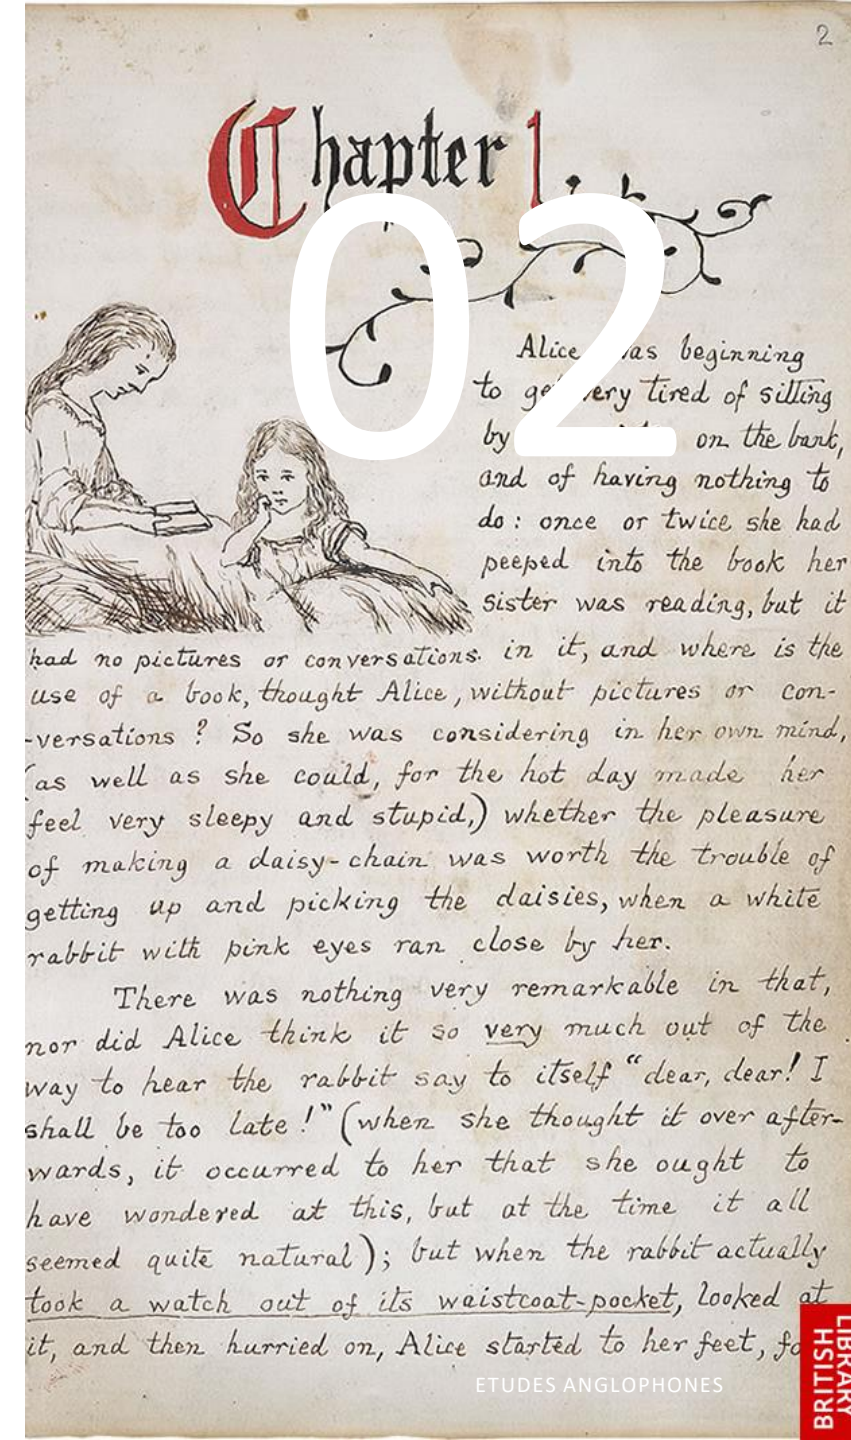 2
Chapter 1.
02
Alice was beginning
to get very tired of sitting
by on the bank,
and of having nothing to
do: once or twice she had
peeped into the book her
sister was reading, but it
had no pictures or conversations in it, and where is the
use of a book, thought Alice, without pictures or con-
-versations? So she was considering in her own mind,
(as well as she could, for the hot day made her
feel very sleepy and stupid,) whether the pleasure
of making a daisy-chain was worth the trouble of
getting up and picking the daisies, when a white
rabbit with pink eyes ran close by her.
There was nothing very remarkable in that,
nor did Alice think it so very much out of the
way to hear the rabbit say to itself "dear, dear! I
shall be too late!" (when she thought it over after-
wards, it occurred to her that she ought to
have wondered at this, but at the time it all
seemed quite natural); but when the rabbit actually
took a watch out of its waistcoat-pocket, looked at
it, and then hurried on, Alice started to her feet, fo
ETUDES ANGLOPHONES
BRITISH
LIBRARY